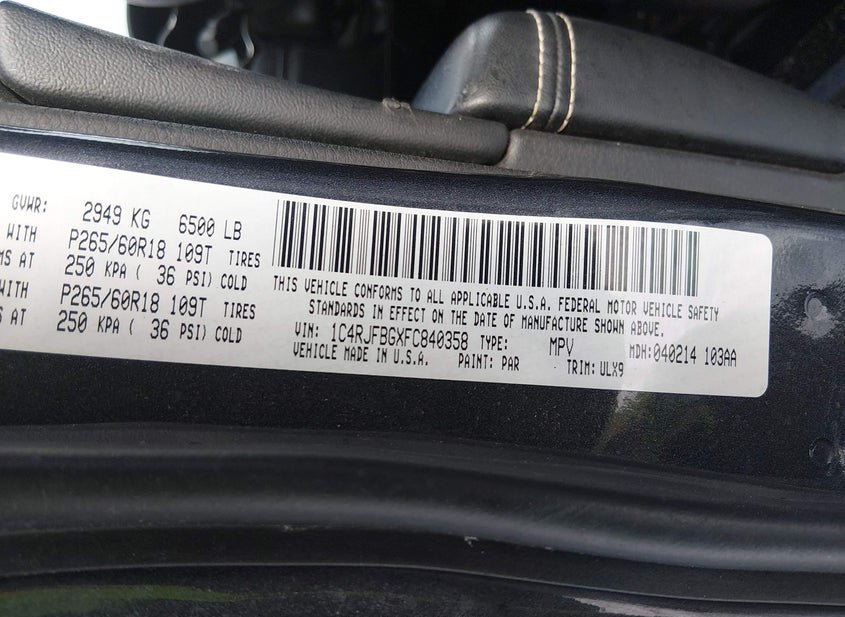 GVWR: 2949 KG 6500 LB
WITH P265/60R18 109T TIRES
MS AT 250 KPA ( 36 PSI) COLD
WITH P265/60R18 109T TIRES
MS AT 250 KPA ( 36 PSI) COLD
THIS VEHICLE CONFORMS TO ALL APPLICABLE U.S.A. FEDERAL MOTOR VEHICLE SAFETY
STANDARDS IN EFFECT ON THE DATE OF MANUFACTURE SHOWN ABOVE.
VIN: 1C4RJFBGXFC840358 TYPE: MPV MDH:040214 103AA
VEHICLE MADE IN U.S.A. PAINT: PAR TRIM: ULX9